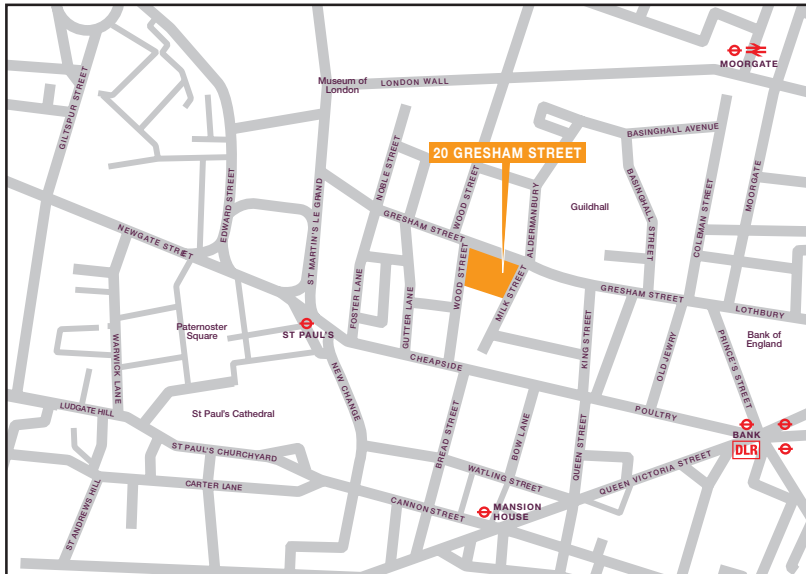 MOORGATE
Museum of
London
LONDON WALL
GILTSPUR STREET
BASINGHALL AVENUE
20 GRESHAM STREET
NOBLE STREET
WOOD STREET
ALDERMANBURY
BASINGHALL STREET
COLEMAN STREET
MOORGATE
EDWARD STREET
ST MARTIN'S LE GRAND
Guildhall
GRESHAM STREET
NEWGATE STREET
WOOD STREET
MILK STREET
GRESHAM STREET
LOTHBURY
FOSTER LANE
GUTTER LANE
Paternoster
Square
ST PAUL'S
WARWICK LANE
CHEAPSIDE
KING STREET
OLD JEWRY
PRINCE'S STREET
Bank of
England
NEW CHANGE
LUDGATE HILL
St Paul's Cathedral
POULTRY
BREAD STREET
BOW LANE
QUEEN STREET
BANK
DLR
ST PAUL'S CHURCHYARD
WATLING STREET
QUEEN VICTORIA STREET
CARTER LANE
ST ANDREWS HILL
CANNON STREET
MANSION
HOUSE